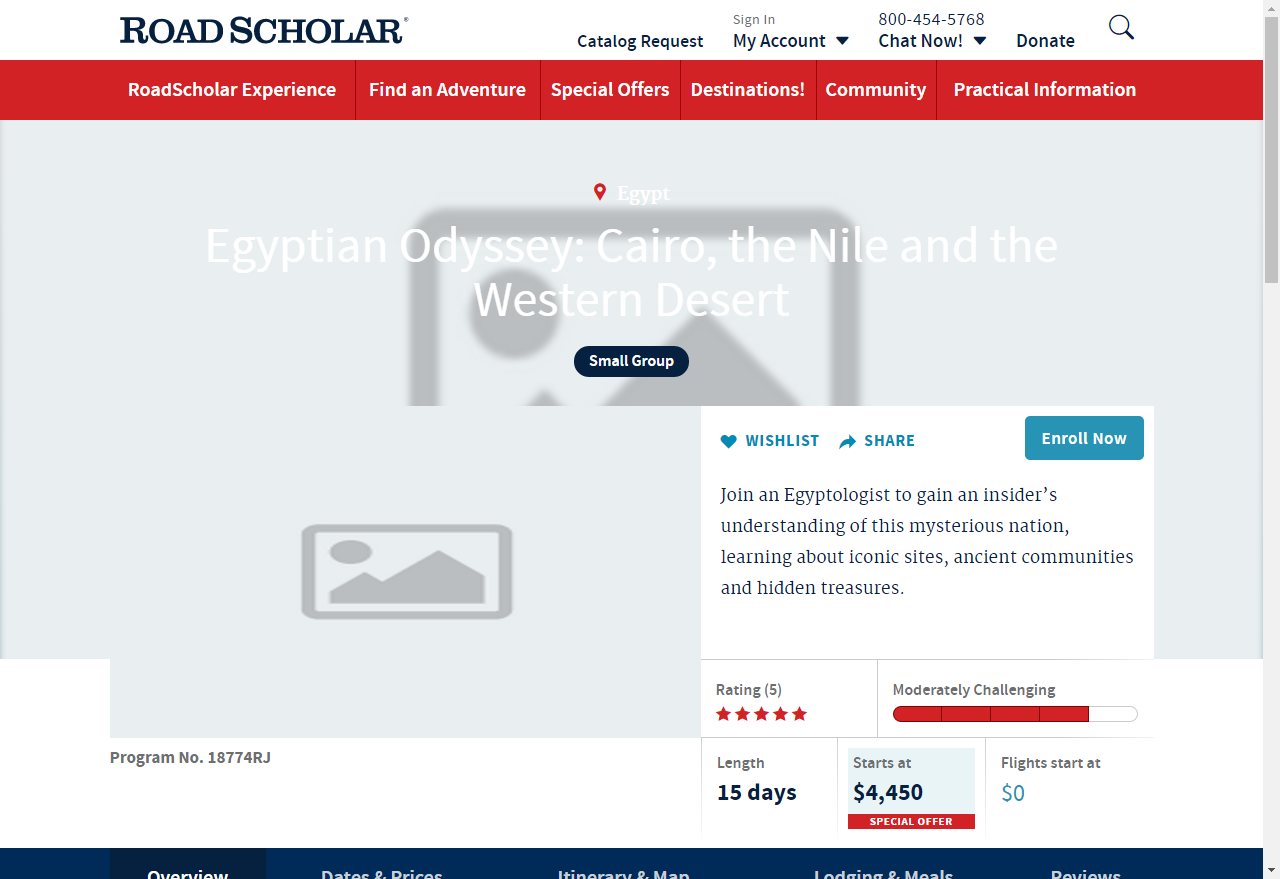 ROAD SCHOLAR®
Sign In
800-454-5768
Catalog Request
My Account
Chat Now!
Donate
RoadScholar Experience
Find an Adventure
Special Offers
Destinations!
Community
Practical Information
Egypt
Egyptian Odyssey: Cairo, the Nile and the
Western Desert
Small Group
WISHLIST
SHARE
Enroll Now
Join an Egyptologist to gain an insider’s
understanding of this mysterious nation,
learning about iconic sites, ancient communities
and hidden treasures.
Rating (5)
Moderately Challenging
Program No. 18774RJ
Length
15 days
Starts at
$4,450
SPECIAL OFFER
Flights start at
$0
Overview
Dates & Prices
Itinerary & Map
Lodging & Meals
Reviews